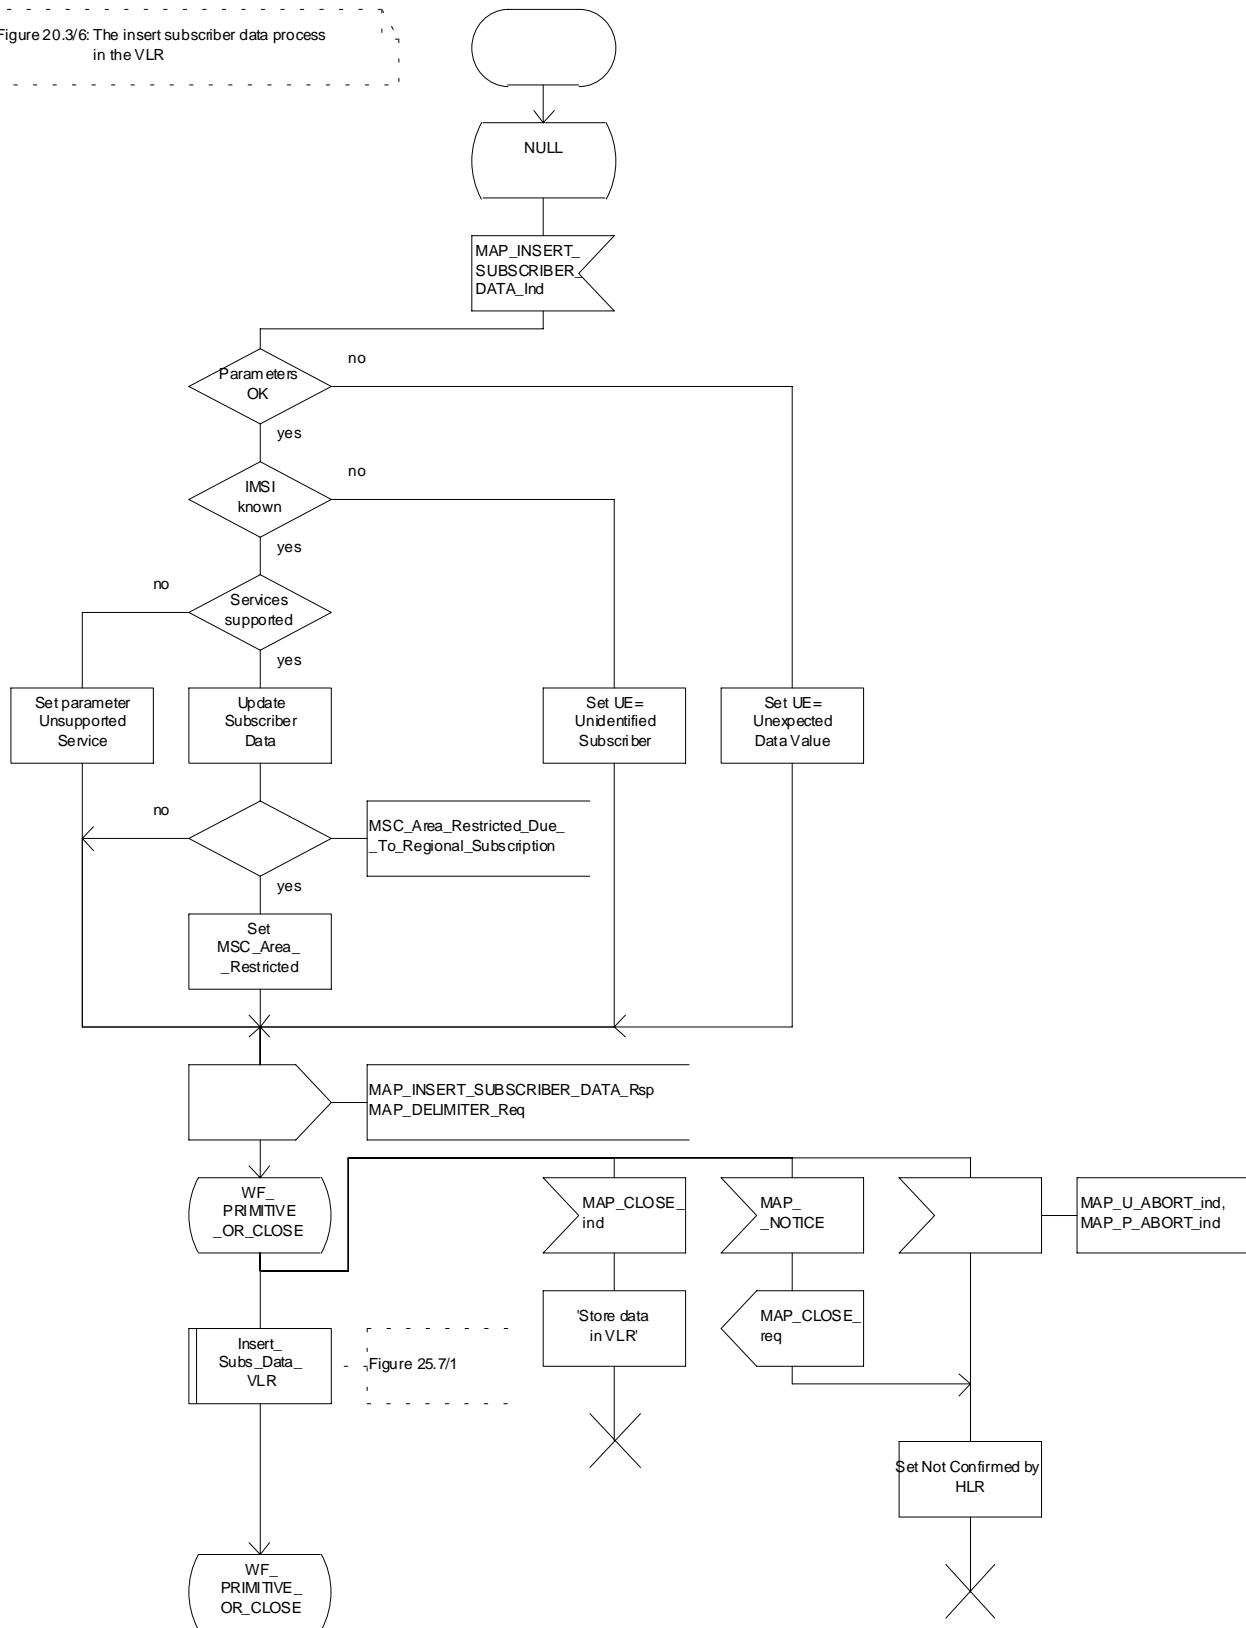 Figure 20.3/6: The insert subscriber data process
in the VLR
NULL
MAP_INSERT_
SUBSCRIBER_
DATA_Ind
no
Parameters
OK
yes
no
IMSI
known
yes
no
Services
supported
yes
Set parameter
Unsupported
Service
Update
Subscriber
Data
Set UE=
Unidentified
Subscriber
Set UE=
Unexpected
Data Value
no
MSC_Area_Restricted_Due_
_To_Regional_Subscription
yes
Set
MSC_Area_
_Restricted
MAP_INSERT_SUBSCRIBER_DATA_Rsp
MAP_DELIMITER_Req
WF_
PRIMITIVE
_OR_CLOSE
MAP_CLOSE_
ind
MAP_
_NOTICE
MAP_U_ABORT_ind,
MAP_P_ABORT_ind
'Store data
in VLR'
MAP_CLOSE_
req
Insert_
Subs_Data_
VLR
Figure 25.7/1
Set Not Confirmed by
HLR
WF_
PRIMITIVE_
OR_CLOSE